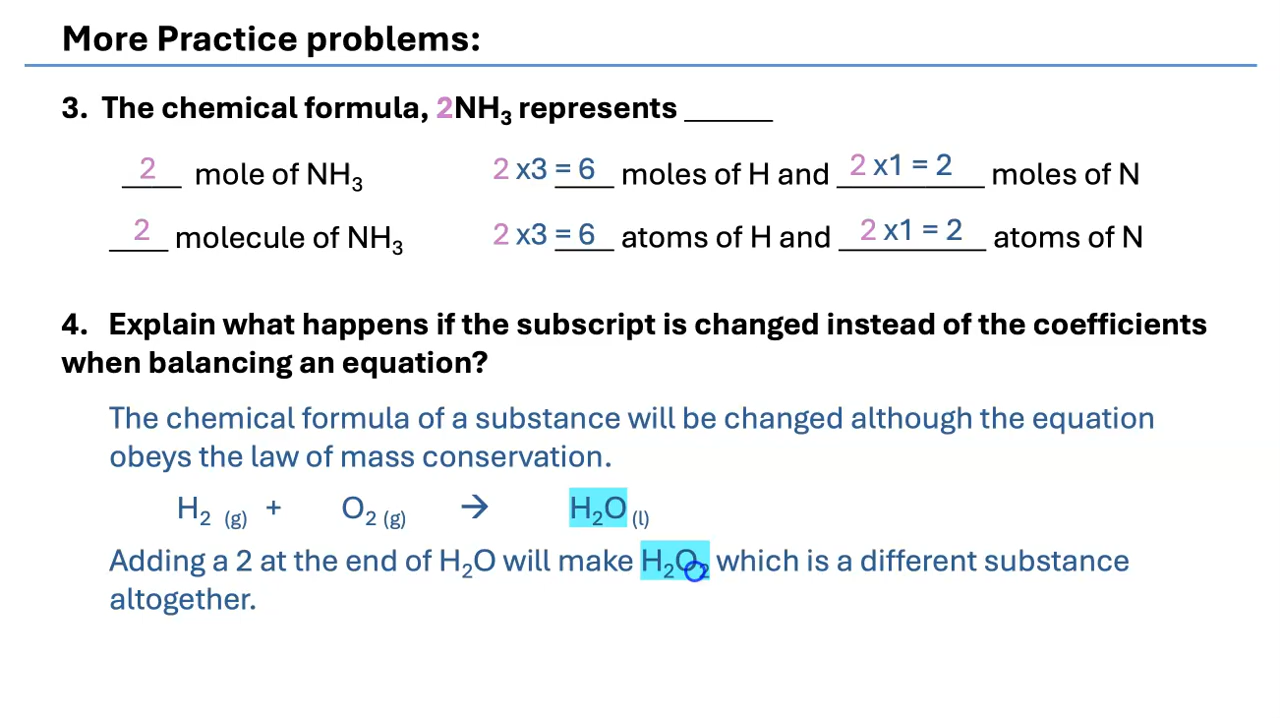 More Practice problems:
3. The chemical formula, 2NH₃ represents ______
2 mole of NH₃ 2 x3 = 6 moles of H and 2 x1 = 2 moles of N
2 molecule of NH₃ 2 x3 = 6 atoms of H and 2 x1 = 2 atoms of N
4. Explain what happens if the subscript is changed instead of the coefficients
when balancing an equation?
The chemical formula of a substance will be changed although the equation
obeys the law of mass conservation.
H₂ (g) + O₂ (g) → H₂O (l)
Adding a 2 at the end of H₂O will make H₂O₂ which is a different substance
altogether.